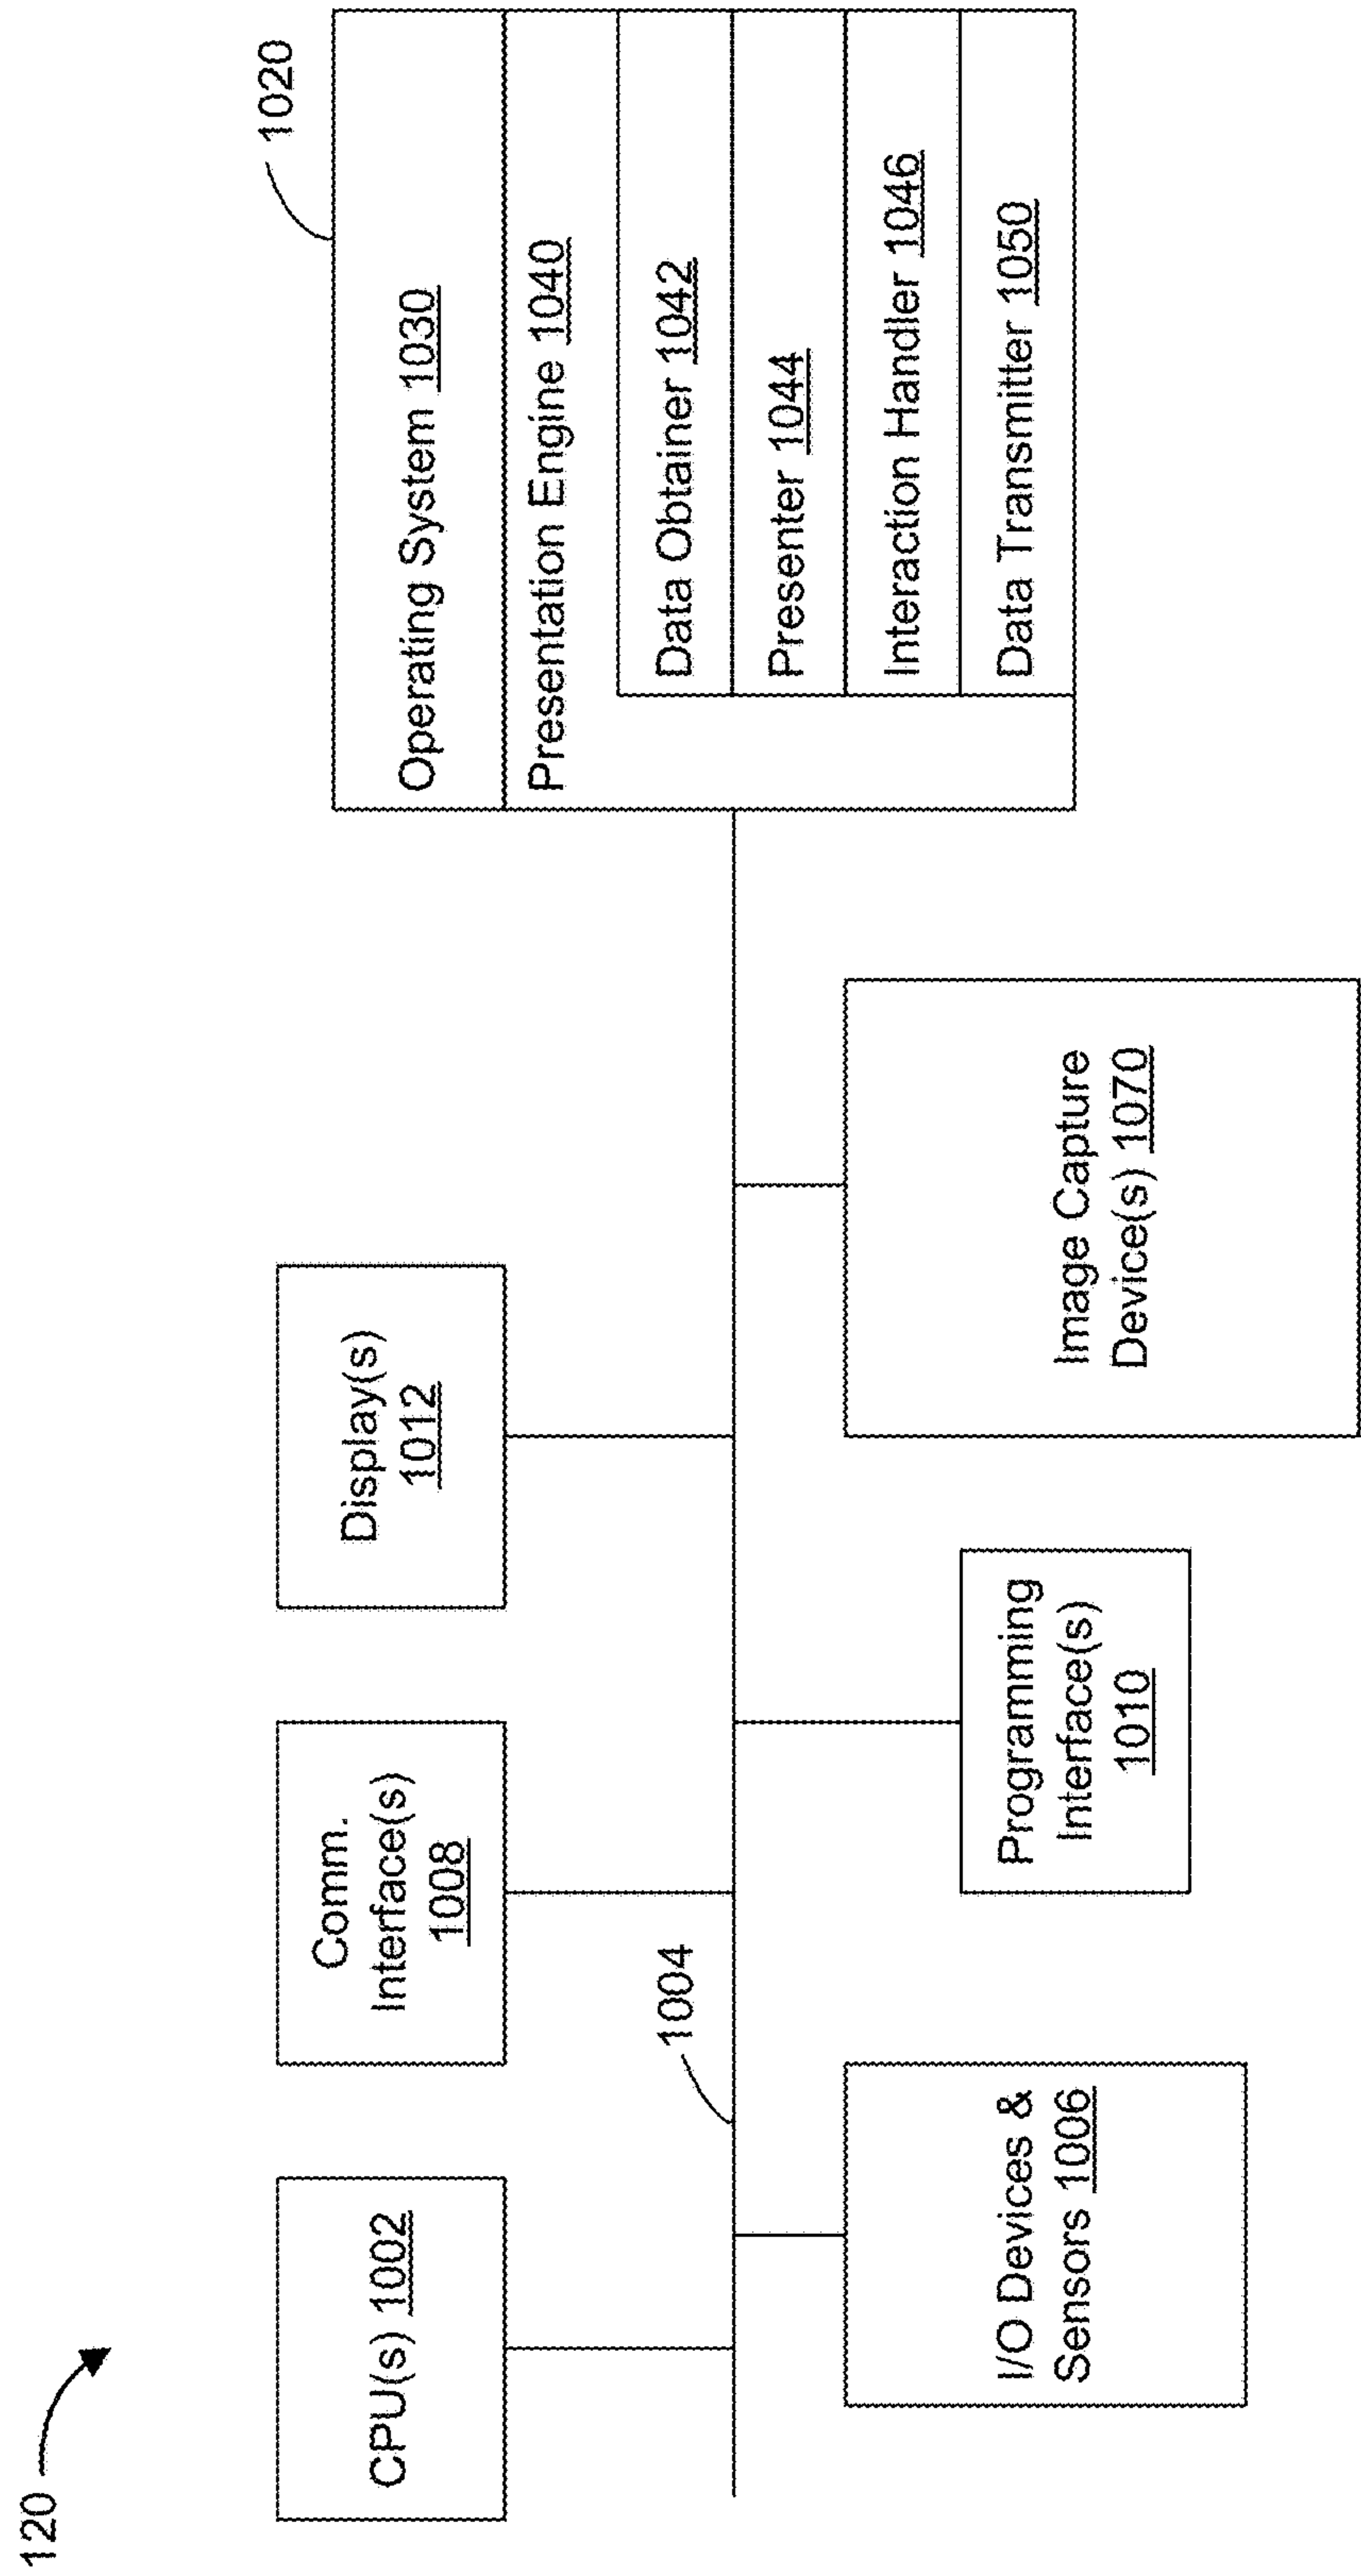 120
CPU(s) 1002
Comm.
Interface(s)
1008
Display(s)
1012
1004
I/O Devices &
Sensors 1006
Programming
Interface(s)
1010
Image Capture
Device(s) 1070
1020
Operating System 1030
Presentation Engine 1040
Data Obtainer 1042
Presenter 1044
Interaction Handler 1046
Data Transmitter 1050